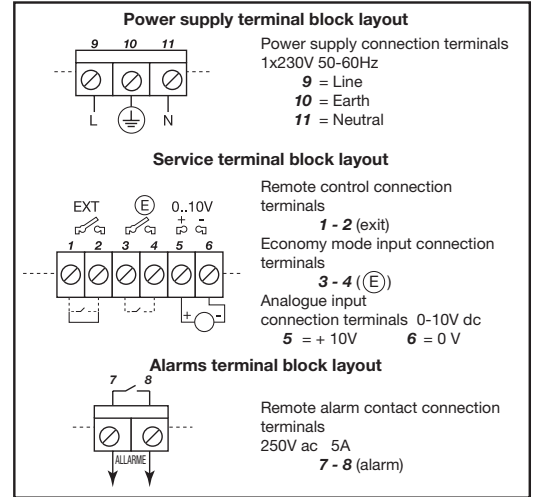 Power supply terminal block layout
9 10 11
L N
Power supply connection terminals
1x230V 50-60Hz
9 = Line
10 = Earth
11 = Neutral
Service terminal block layout
EXT E 0..10V
+ -
1 2 3 4 5 6
+ -
Remote control connection
terminals
1 - 2 (exit)
Economy mode input connection
terminals
3 - 4 (Ⓔ)
Analogue input
connection terminals 0-10V dc
5 = + 10V 6 = 0 V
Alarms terminal block layout
7 8
ALLARME
Remote alarm contact connection
terminals
250V ac 5A
7 - 8 (alarm)